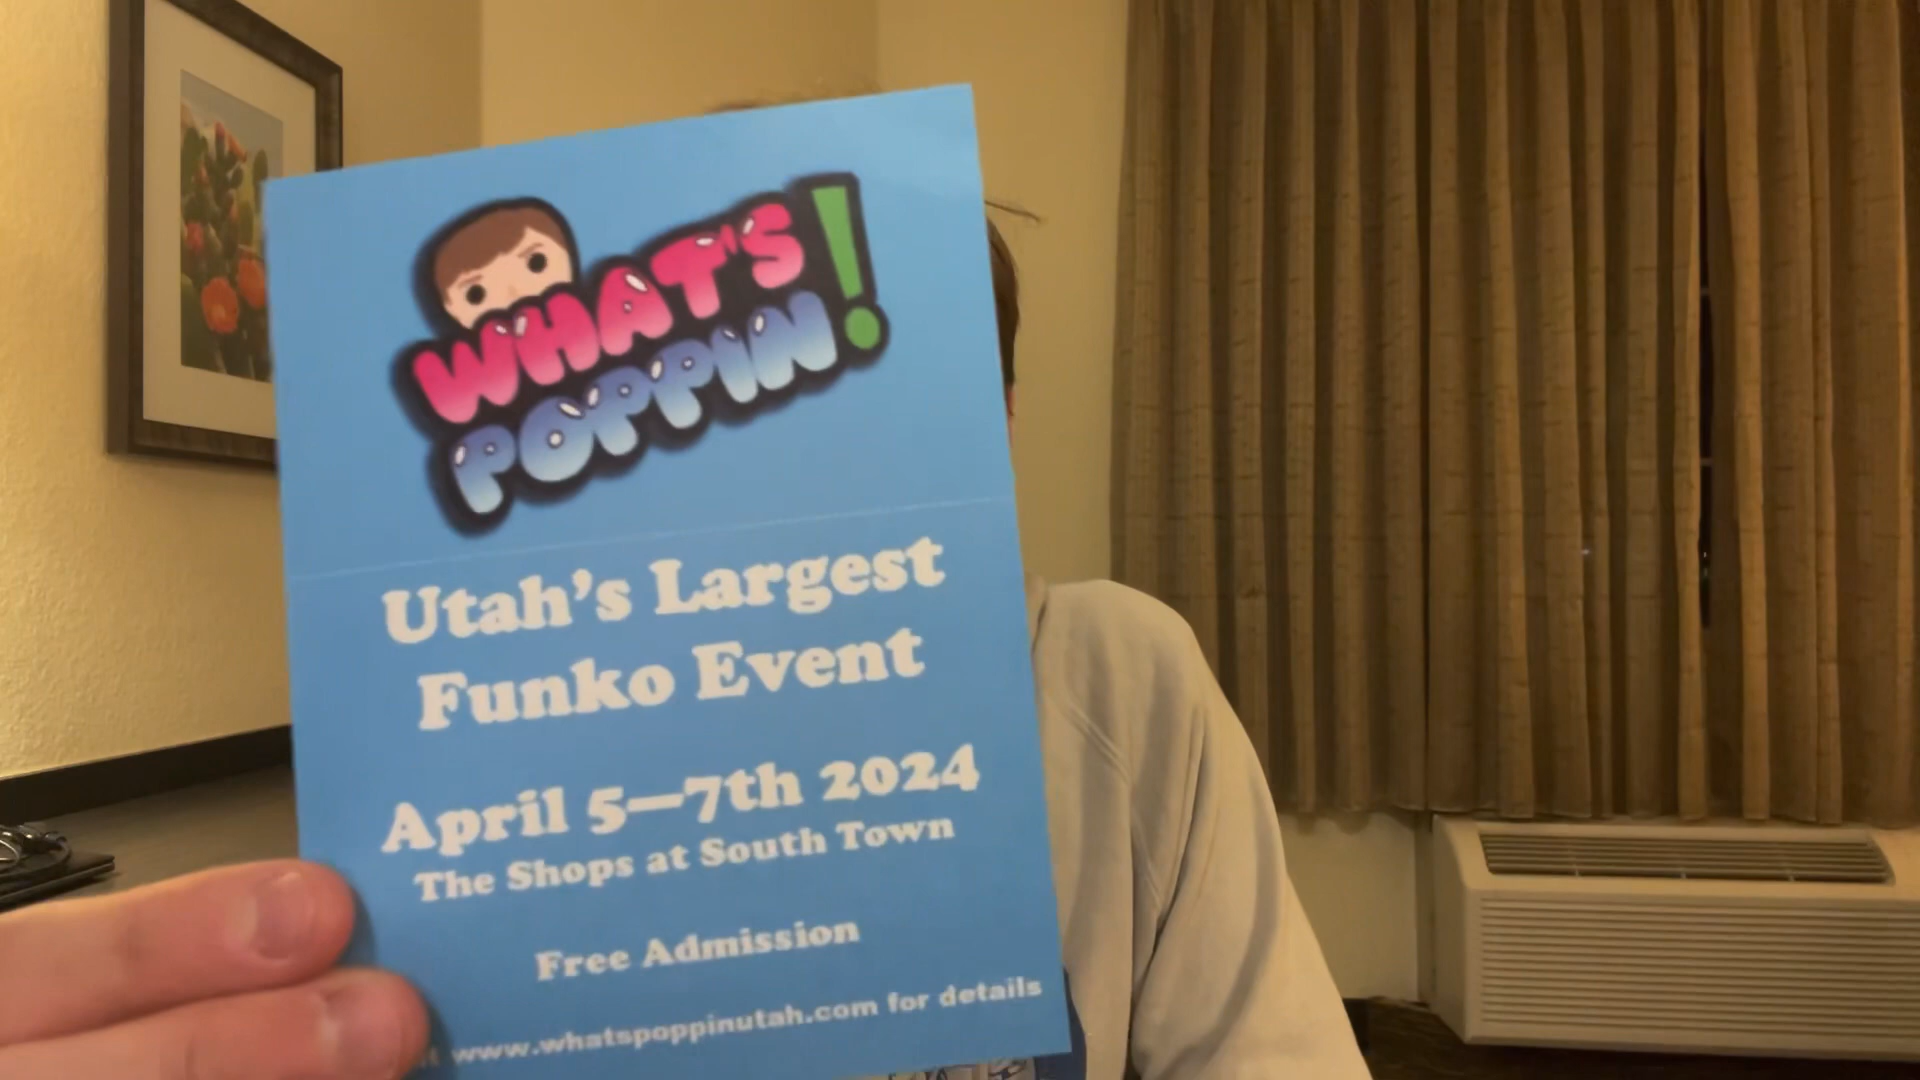 WHAT'S
POPPIN!
Utah's Largest
Funko Event
April 5—7th 2024
The Shops at South Town
Free Admission
www.whatspoppinutah.com for details